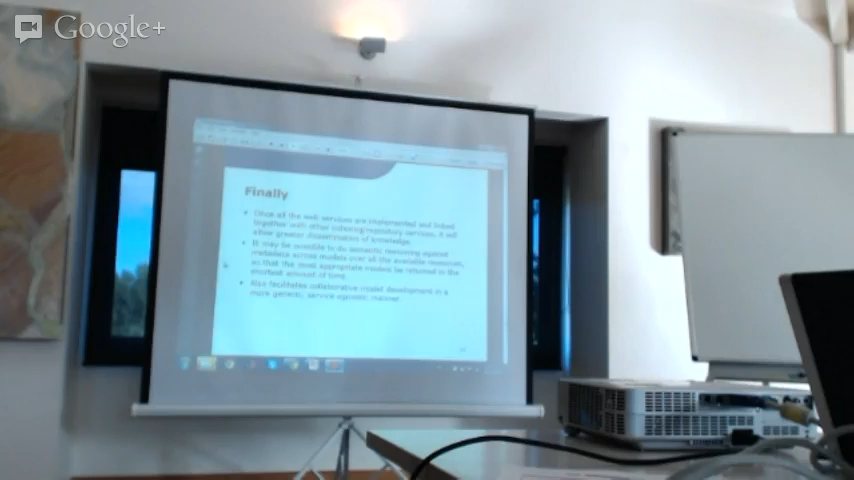 Google+
Finally
• Once all the web services are implemented and linked
together with other existing repository services, it will
allow greater dissemination of knowledge.
• It may be possible to do semantic reasoning against
metadata across models over all the available resources,
so that the most appropriate models be returned in the
shortest amount of time.
• Also facilitates collaborative model development in a
more generic, service agnostic manner.